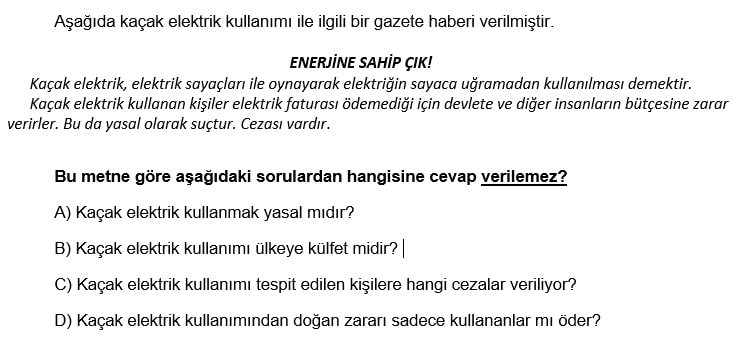 Aşağıda kaçak elektrik kullanımı ile ilgili bir gazete haberi verilmiştir.
ENERJİNE SAHİP ÇIK!
Kaçak elektrik, elektrik sayaçları ile oynayarak elektriğin sayaca uğramadan kullanılması demektir.
Kaçak elektrik kullanan kişiler elektrik faturası ödemediği için devlete ve diğer insanların bütçesine zarar
verirler. Bu da yasal olarak suçtur. Cezası vardır.
Bu metne göre aşağıdaki sorulardan hangisine cevap verilemez?
A) Kaçak elektrik kullanmak yasal mıdır?
B) Kaçak elektrik kullanımı ülkeye külfet midir?
C) Kaçak elektrik kullanımı tespit edilen kişilere hangi cezalar veriliyor?
D) Kaçak elektrik kullanımından doğan zararı sadece kullananlar mı öder?